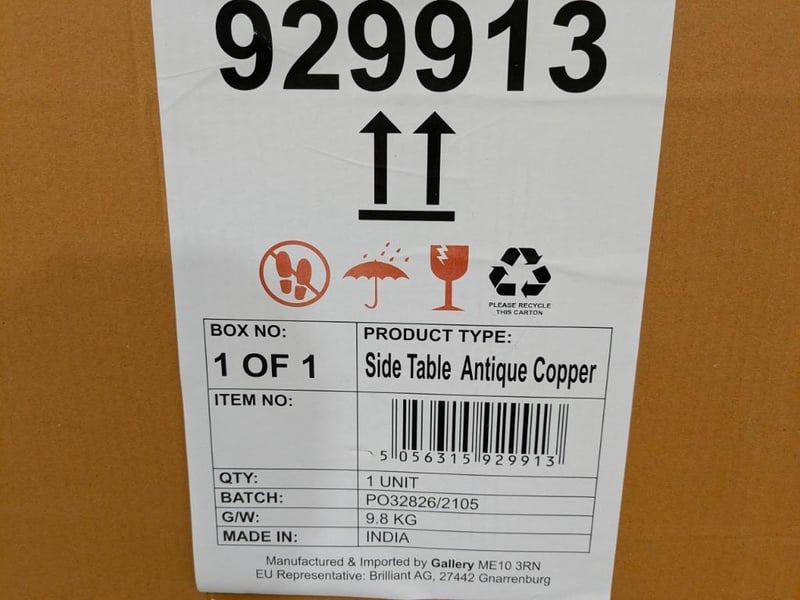 929913
PLEASE RECYCLE
THIS CARTON
BOX NO:
1 OF 1
PRODUCT TYPE:
Side Table Antique Copper
ITEM NO:
5 056315 929913
QTY: 1 UNIT
BATCH: PO32826/2105
G/W: 9.8 KG
MADE IN: INDIA
Manufactured & Imported by Gallery ME10 3RN
EU Representative: Brilliant AG, 27442 Gnarrenburg